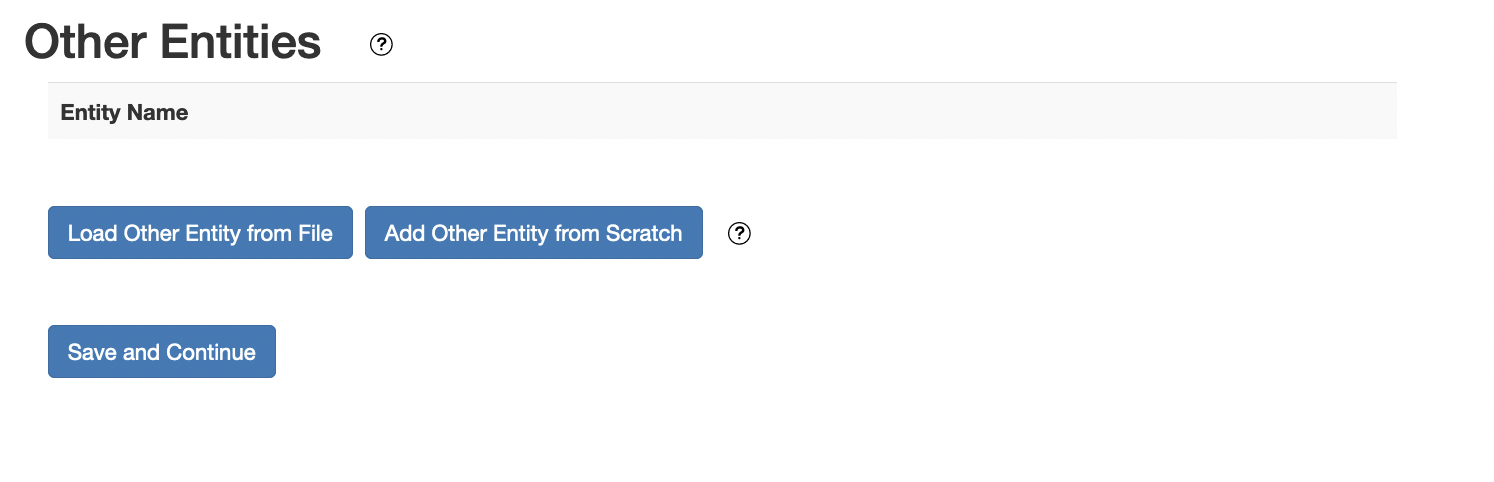 Other Entities ?
Entity Name
Load Other Entity from File Add Other Entity from Scratch ?
Save and Continue